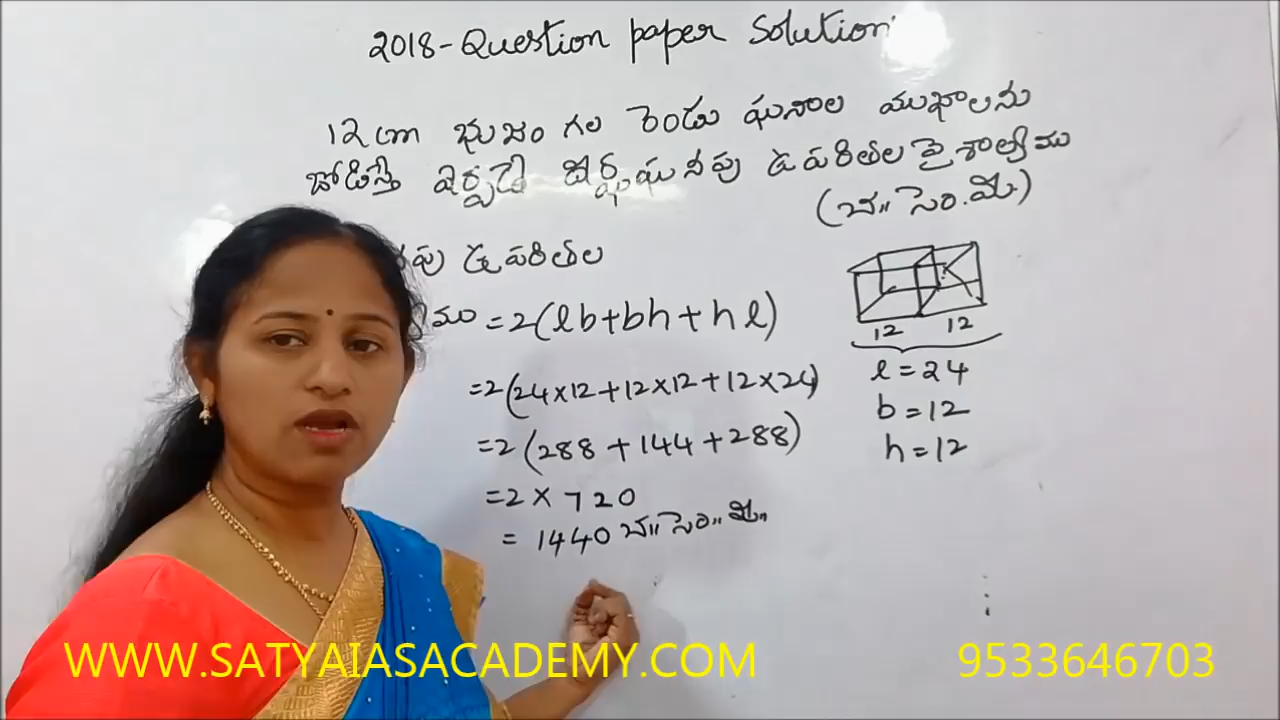 2018-Question paper Solution
12 cm భుజం గల రెండు ఘనాల ముఖాలను
జోడిస్తే ఏర్పడే దీర్ఘఘనపు ఉపరితల వైశాల్యము
(చ॥ సెం.మీ)
పు ఉపరితల
ము = 2(lb+bh+hl)
=2(24×12+12×12+12×24)
=2(288+144+288)
=2×720
= 1440 చ॥ సెం॥ మీ॥
12 12
l=24
b=12
h=12
WWW.SATYAIASACADEMY.COM 9533646703